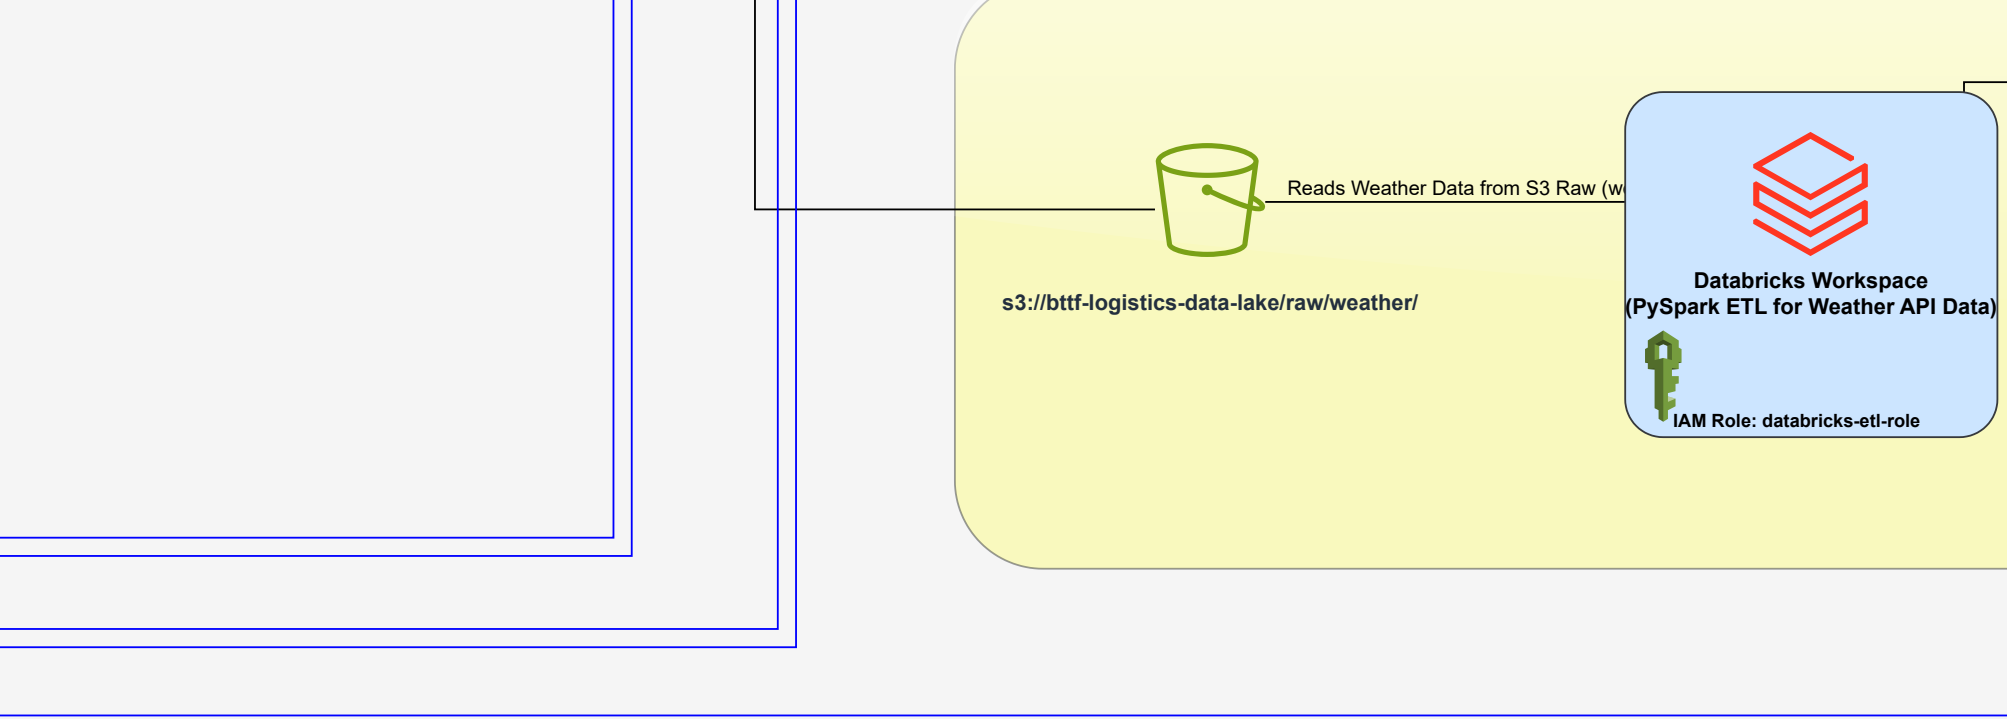 Reads Weather Data from S3 Raw
s3://bttf-logistics-data-lake/raw/weather/
Databricks Workspace
(PySpark ETL for Weather API Data)
IAM Role: databricks-etl-role